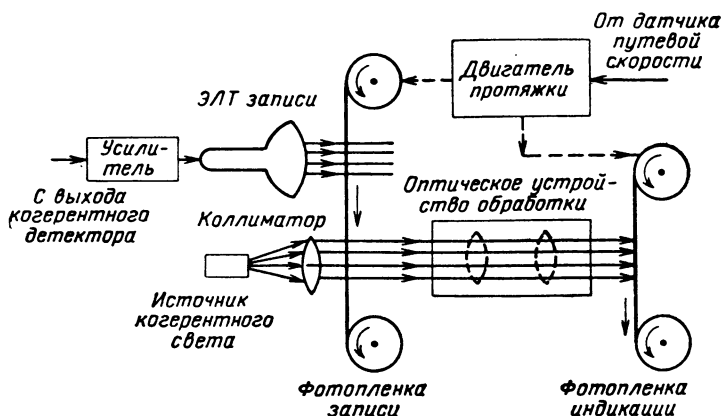 От датчика
путевой
скорости
Двигатель
протяжки
ЭЛТ записи
Усили-
тель
С выхода
когерентного
детектора
Оптическое устрой-
ство обработки
Коллиматор
Источник
когерентного
света
Фотопленка
записи
Фотопленка
индикации